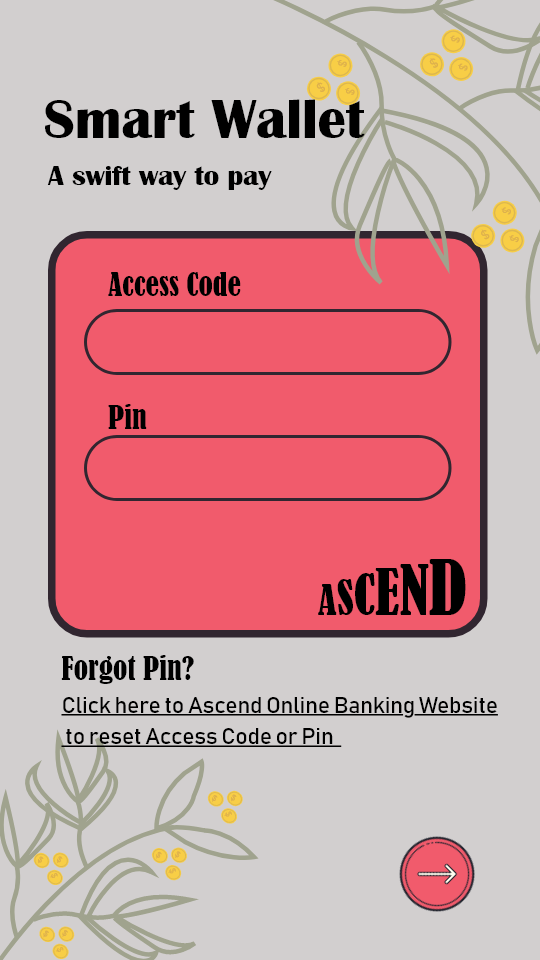 Smart Wallet
A swift way to pay
Access Code
Pin
ASCEND
Forgot Pin?
Click here to Ascend Online Banking Website
to reset Access Code or Pin